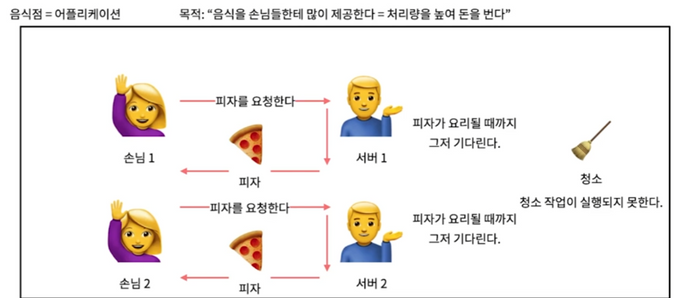 음식점 = 어플리케이션
목적: “음식을 손님들한테 많이 제공한다 = 처리량을 높여 돈을 번다”
피자를 요청한다
손님 1
서버 1
피자가 요리될 때까지
그저 기다린다.
피자
청소
청소 작업이 실행되지 못한다.
피자를 요청한다
손님 2
서버 2
피자가 요리될 때까지
그저 기다린다.
피자